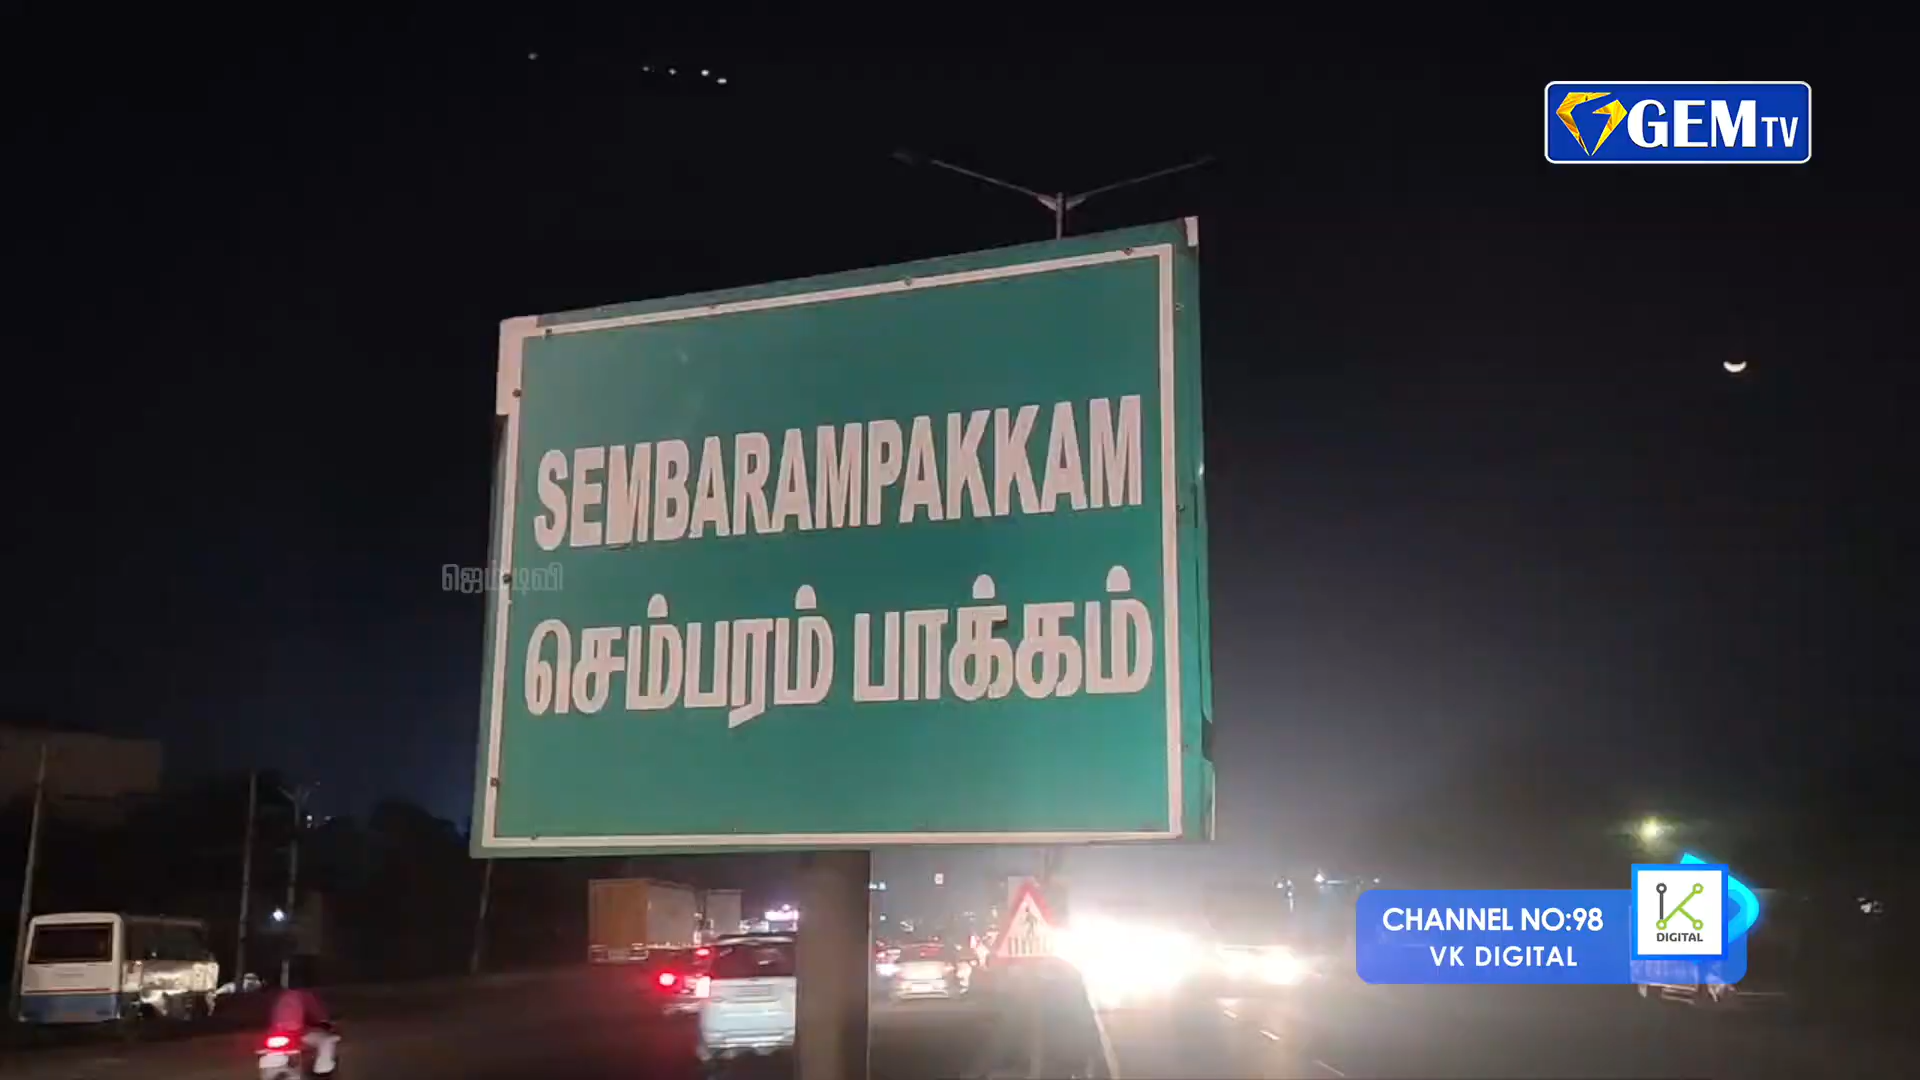 GEM TV
SEMBARAMPAKKAM
ஜெம் டிவி
செம்பரம் பாக்கம்
CHANNEL NO:98
VK DIGITAL
K
DIGITAL